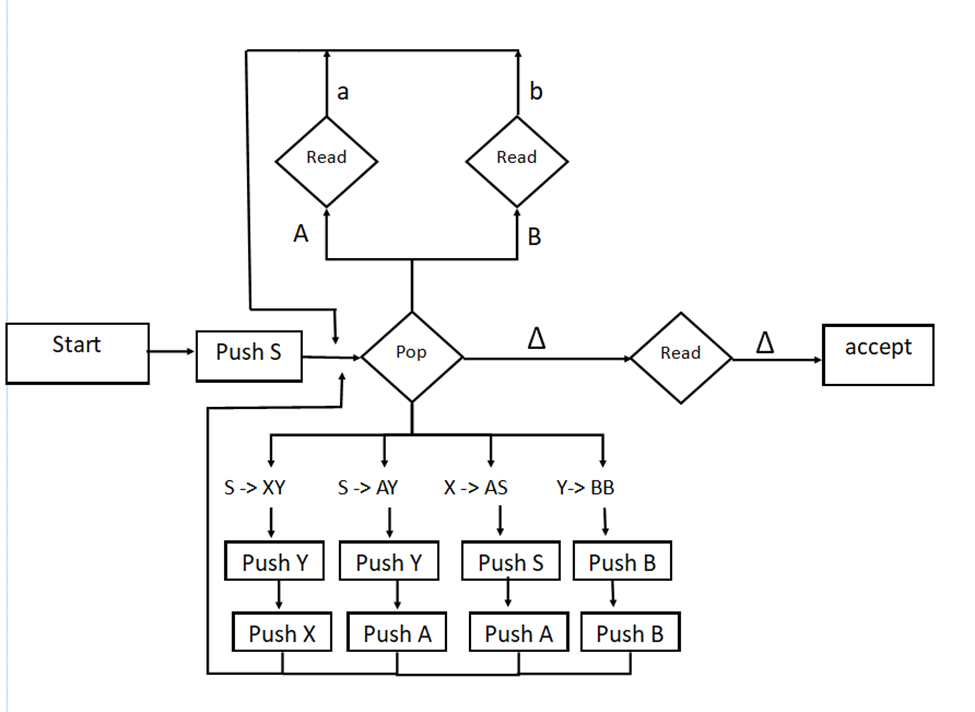 a
b
Read
Read
A
B
Start
Push S
Pop
Δ
Read
Δ
accept
S -> XY
S -> AY
X -> AS
Y-> BB
Push Y
Push Y
Push S
Push B
Push X
Push A
Push A
Push B